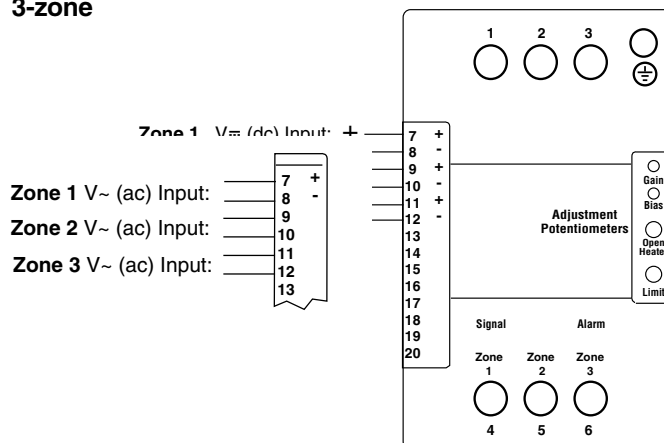 3-zone
1 2 3
Zone 1 V⎓ (dc) Input: +
7 +
8 -
9 +
10 -
11 +
12 -
13
14
15
16
17
18
19
20
Zone 1 V~ (ac) Input:
Zone 2 V~ (ac) Input:
Zone 3 V~ (ac) Input:
7 +
8 -
9
10
11
12
13
Adjustment
Potentiometers
Gain
Bias
Open
Heate
Limit
Signal Alarm
Zone Zone Zone
1 2 3
4 5 6